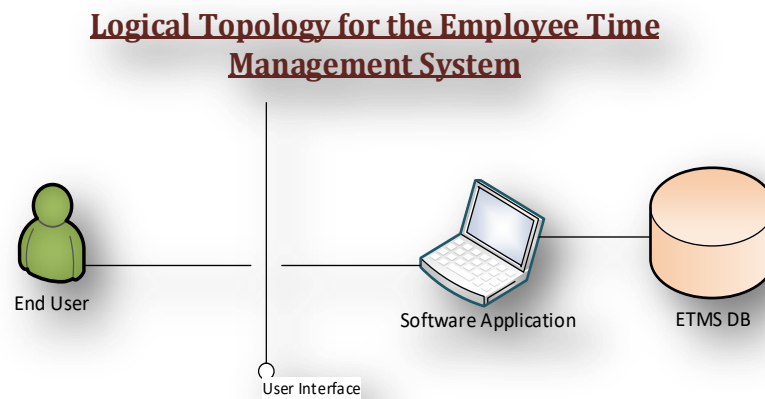 Logical Topology for the Employee Time
Management System
End User
Software Application
ETMS DB
User Interface